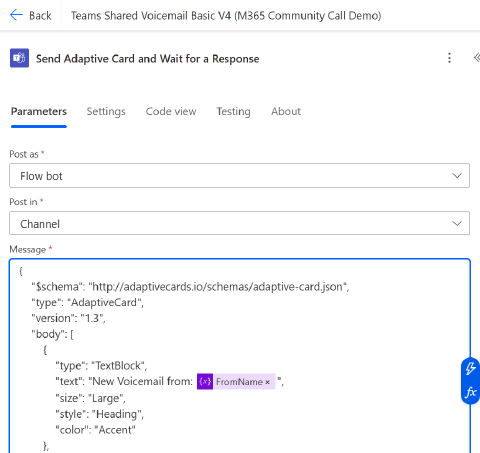 Back Teams Shared Voicemail Basic V4 (M365 Community Call Demo)
Send Adaptive Card and Wait for a Response
Parameters Settings Code view Testing About
Post as *
Flow bot
Post in *
Channel
Message *
{
"$schema": "http://adaptivecards.io/schemas/adaptive-card.json",
"type": "AdaptiveCard",
"version": "1.3",
"body": [
{
"type": "TextBlock",
"text": "New Voicemail from: {x} FromName × ",
"size": "Large",
"style": "Heading",
"color": "Accent"
},
fx